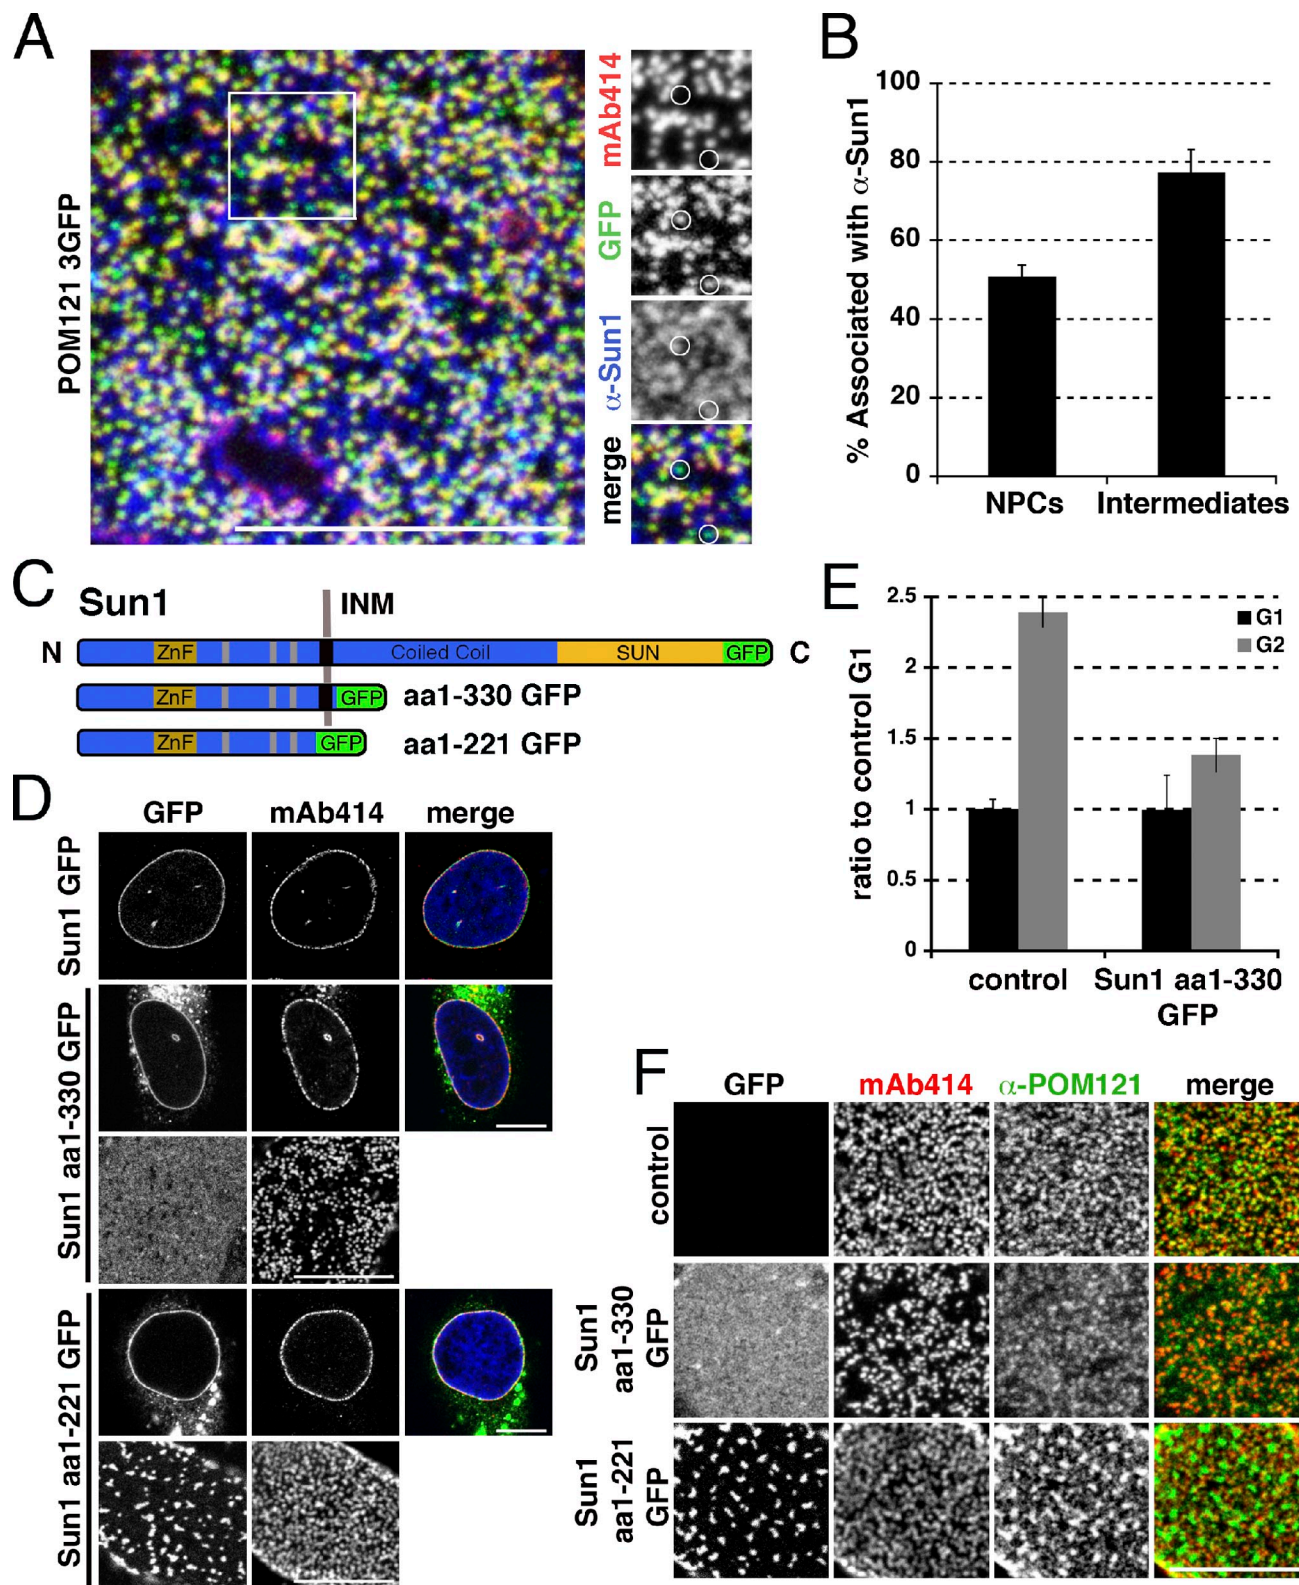 A
POM121 3GFP
mAb414
GFP
α-Sun1
merge
B
% Associated with α-Sun1
100
80
60
40
20
0
NPCs Intermediates
C
Sun1 INM
N ZnF Coiled Coil SUN GFP C
ZnF GFP aa1-330 GFP
ZnF GFP aa1-221 GFP
D
GFP mAb414 merge
Sun1 GFP
Sun1 aa1-330 GFP
Sun1 aa1-221 GFP
E
ratio to control G1
2.5
2
1.5
1
0.5
0
G1
G2
control Sun1 aa1-330
GFP
F
GFP mAb414 α-POM121 merge
control
Sun1
aa1-330
GFP
Sun1
aa1-221
GFP